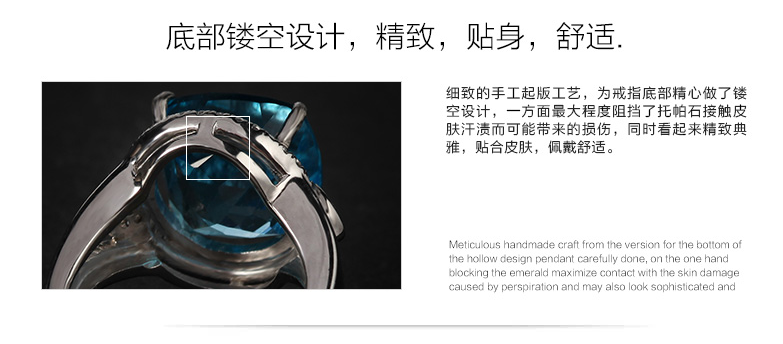 底部镂空设计，精致，贴身，舒适.
细致的手工起版工艺，为戒指底部精心做了镂
空设计，一方面最大程度阻挡了托帕石接触皮
肤汗渍而可能带来的损伤，同时看起来精致典
雅，贴合皮肤，佩戴舒适。
Meticulous handmade craft from the version for the bottom of
the hollow design pendant carefully done, on the one hand
blocking the emerald maximize contact with the skin damage
caused by perspiration and may also look sophisticated and